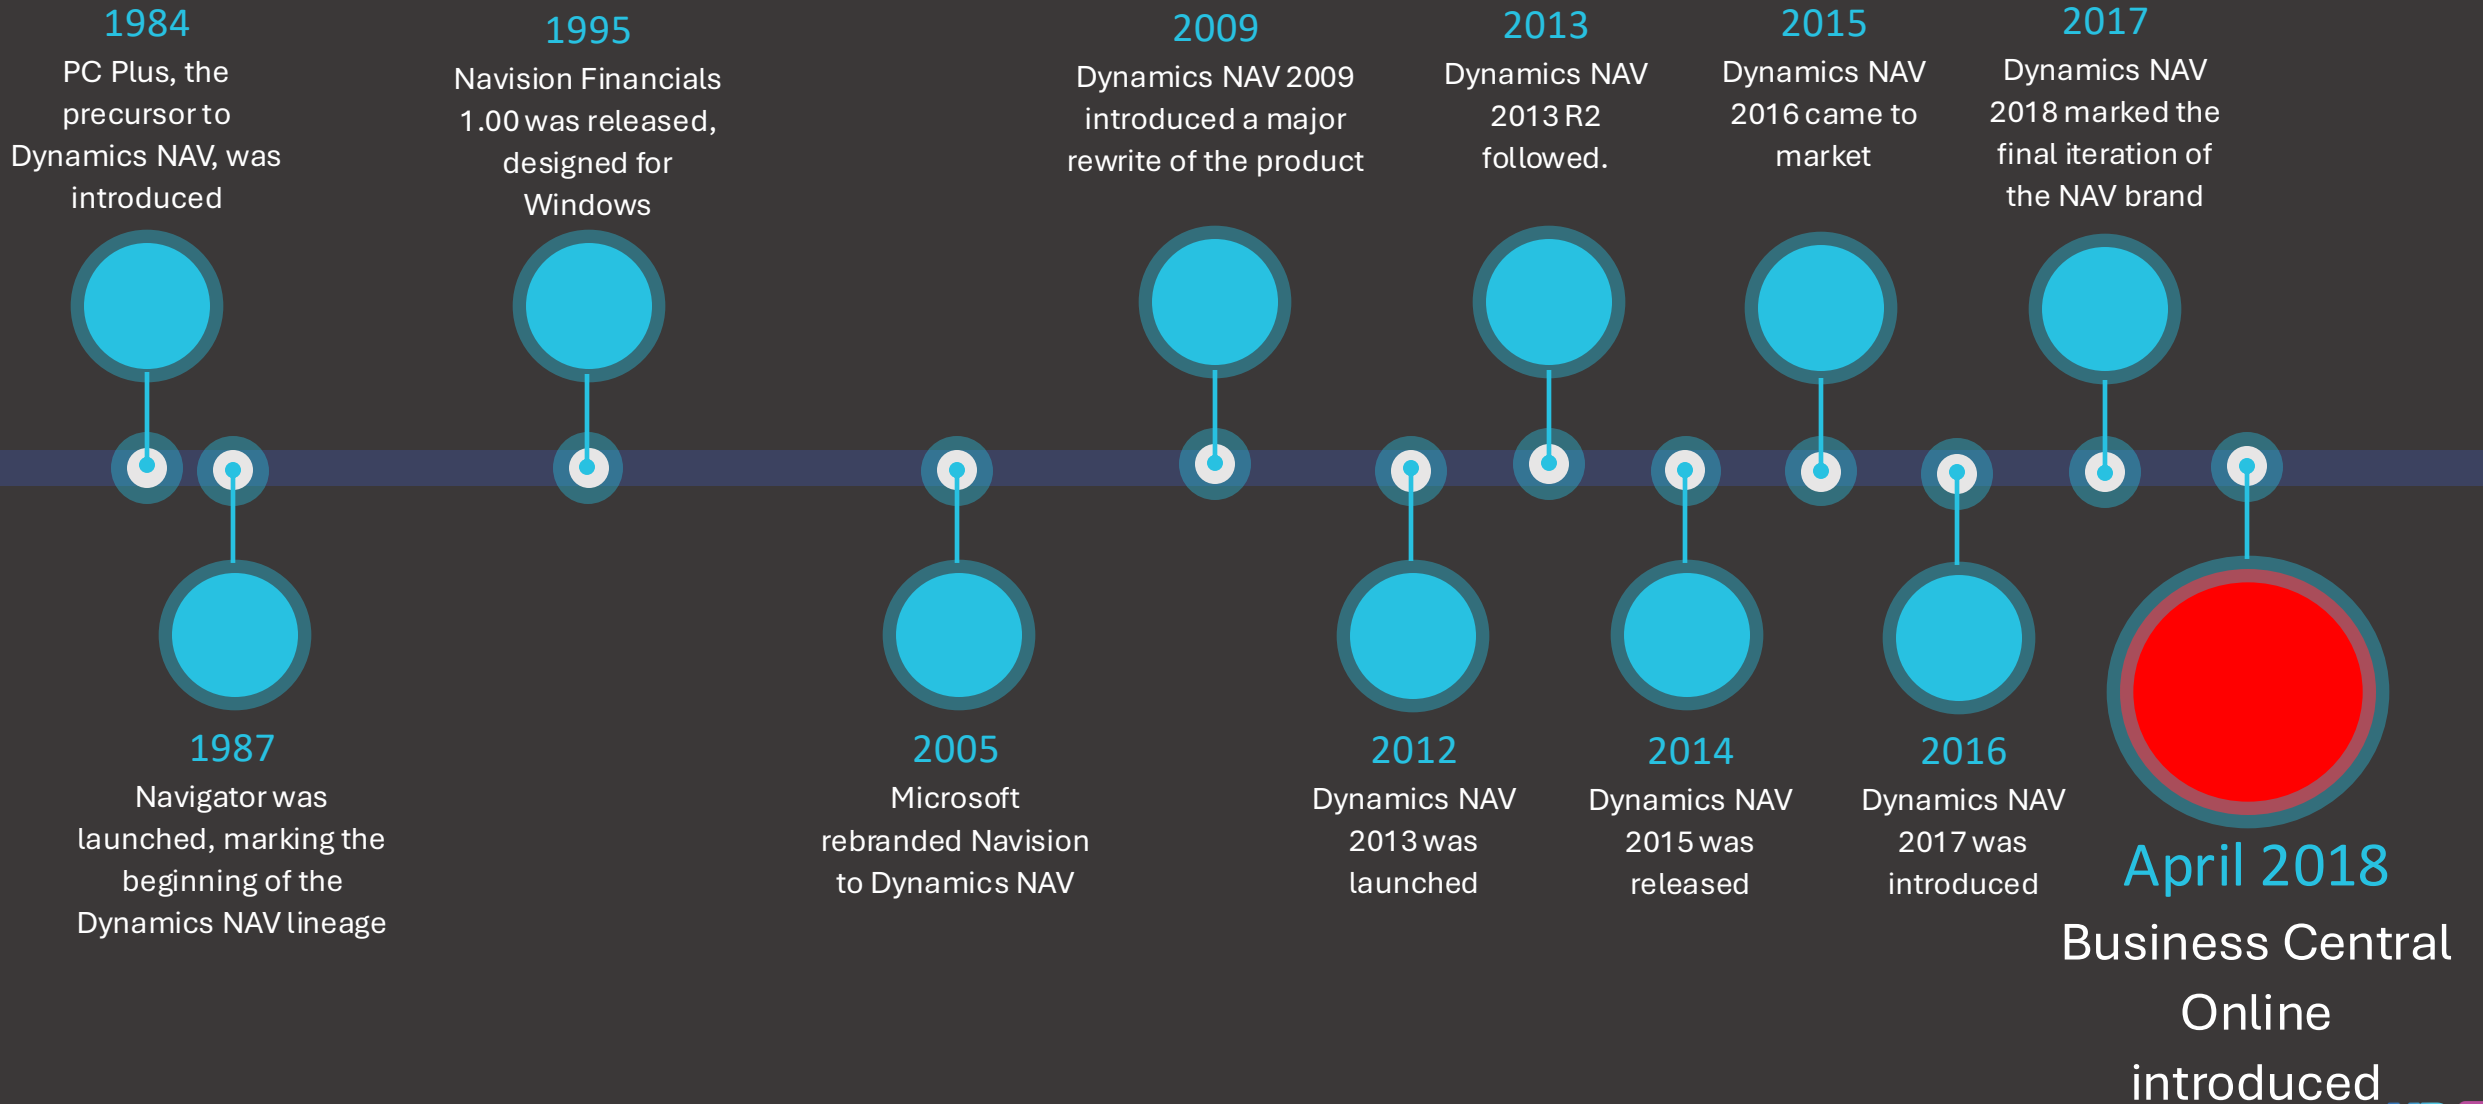 1984
PC Plus, the
precursor to
Dynamics NAV, was
introduced
1987
Navigator was
launched, marking the
beginning of the
Dynamics NAV lineage
1995
Navision Financials
1.00 was released,
designed for
Windows
2005
Microsoft
rebranded Navision
to Dynamics NAV
2009
Dynamics NAV 2009
introduced a major
rewrite of the product
2012
Dynamics NAV
2013 was
launched
2013
Dynamics NAV
2013 R2
followed.
2014
Dynamics NAV
2015 was
released
2015
Dynamics NAV
2016 came to
market
2016
Dynamics NAV
2017 was
introduced
2017
Dynamics NAV
2018 marked the
final iteration of
the NAV brand
April 2018
Business Central
Online
introduced